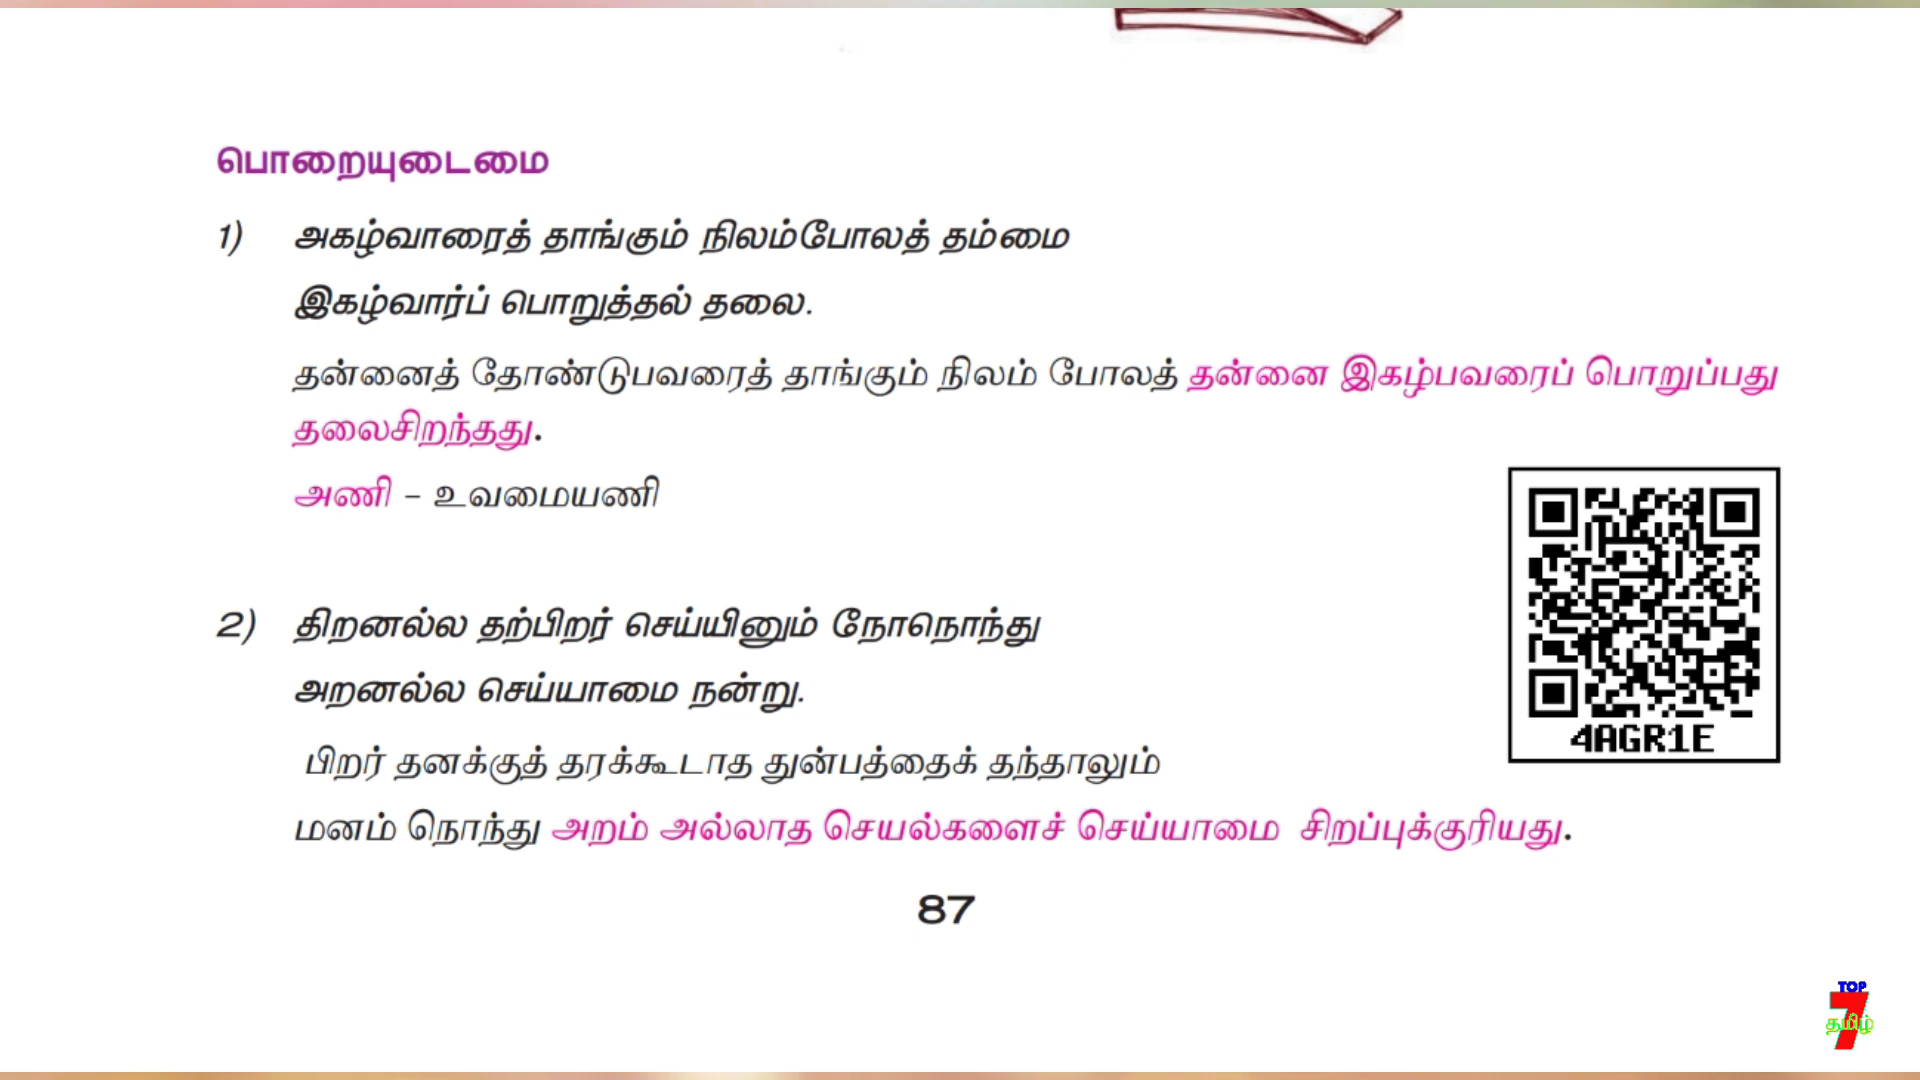 பொறையுடைமை
1) அகழ்வாரைத் தாங்கும் நிலம்போலத் தம்மை
இகழ்வார்ப் பொறுத்தல் தலை.
தன்னைத் தோண்டுபவரைத் தாங்கும் நிலம் போலத் தன்னை இகழ்பவரைப் பொறுப்பது
தலைசிறந்தது.
அணி – உவமையணி
2) திறனல்ல தற்பிறர் செய்யினும் நோநொந்து
அறனல்ல செய்யாமை நன்று.
பிறர் தனக்குத் தரக்கூடாத துன்பத்தைக் தந்தாலும்
மனம் நொந்து அறம் அல்லாத செயல்களைச் செய்யாமை சிறப்புக்குரியது.
4AGR1E
87
TOP
7
தமிழ்